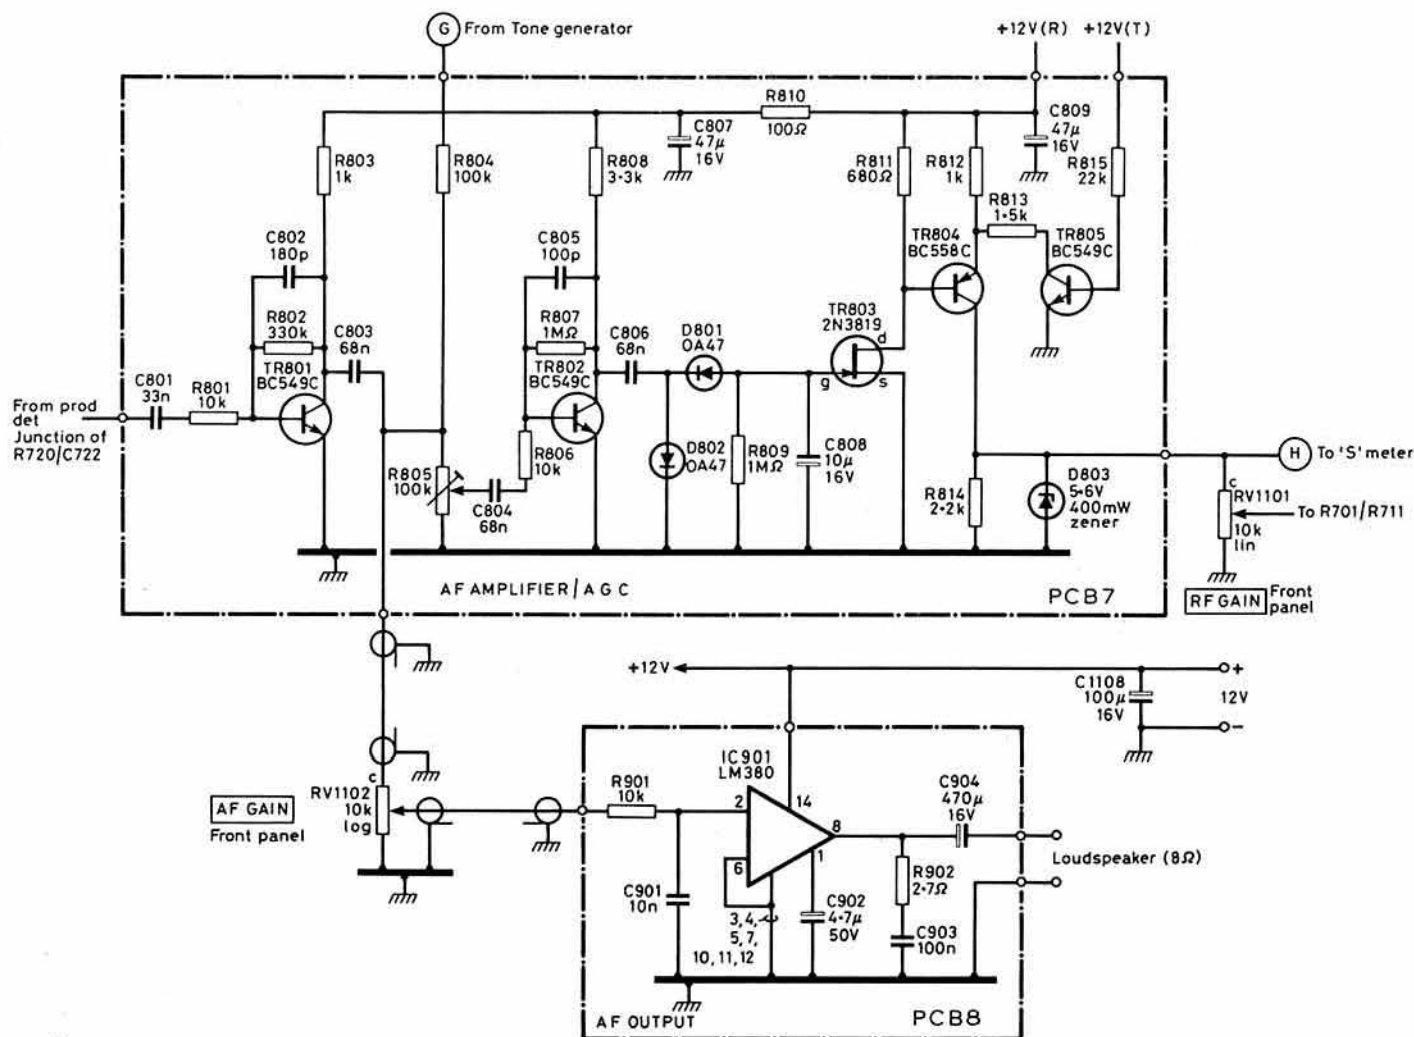 G From Tone generator
+12V(R) +12V(T)
R810
100Ω
C807
47µ
16V
C809
47µ
16V
R803
1k
R804
100k
R808
3·3k
R811
680Ω
R812
1k
R815
22k
R813
1·5k
C802
180p
C805
100p
TR804
BC558C
TR805
BC549C
R802
330k
C803
68n
R807
1MΩ
C806
68n
D801
OA47
TR803
2N3819
d
g
s
TR801
BC549C
TR802
BC549C
C801
33n
R801
10k
From prod
det
Junction of
R720/C722
R806
10k
R805
100k
C804
68n
D802
OA47
R809
1MΩ
C808
10µ
16V
R814
2·2k
D803
5·6V
400mW
zener
H To 'S' meter
c
RV1101
10k
lin
To R701/R711
AF AMPLIFIER/AGC
PCB7
RF GAIN Front
panel
+12V
C1108
100µ
16V
+
12V
−
c
RV1102
10k
log
AF GAIN
Front panel
R901
10k
IC901
LM380
2
14
6
8
1
C904
470µ
16V
Loudspeaker (8Ω)
C901
10n
3,4,
5,7,
10,11,12
C902
4·7µ
50V
R902
2·7Ω
C903
100n
AF OUTPUT
PCB8